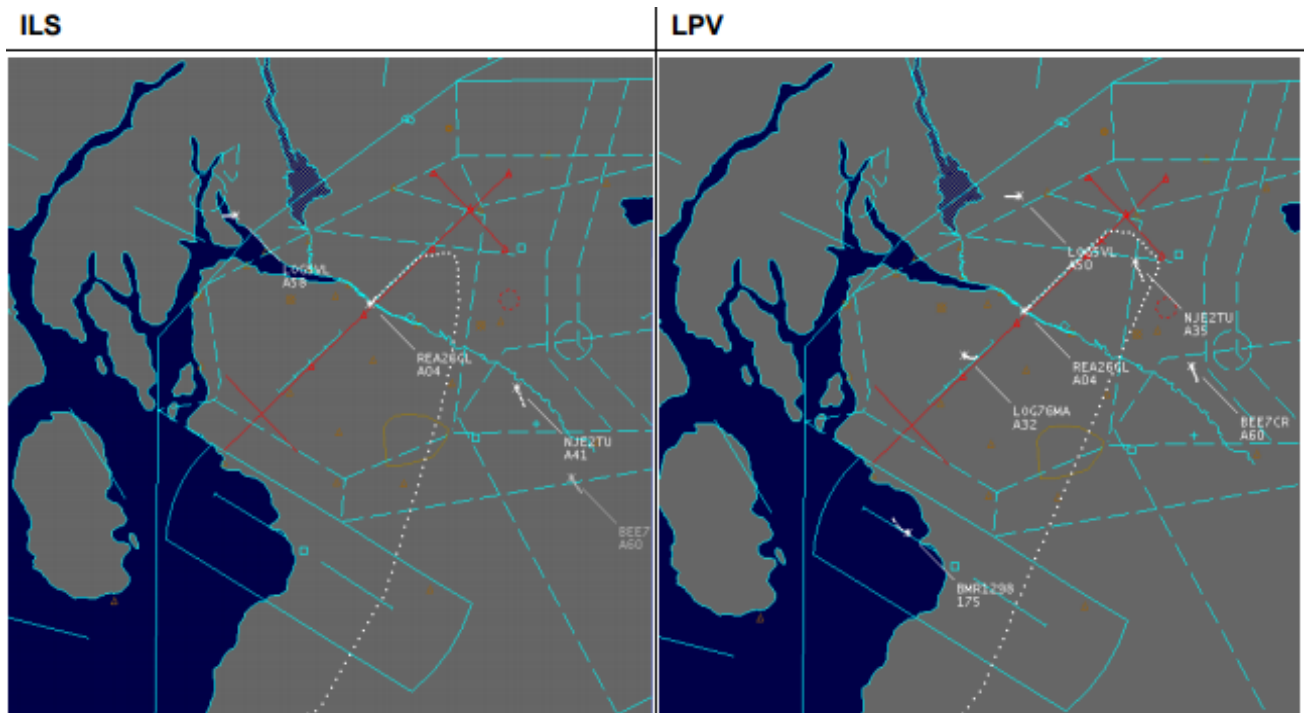 ILS
LPV
LOG5VL
A50
REA26GL
A04
NJE2TU
A41
BEE7
A60
LOG5VL
A50
NJE2TU
A35
REA26GL
A04
LOG76MA
A32
BEE7CR
A60
BMR1298
175